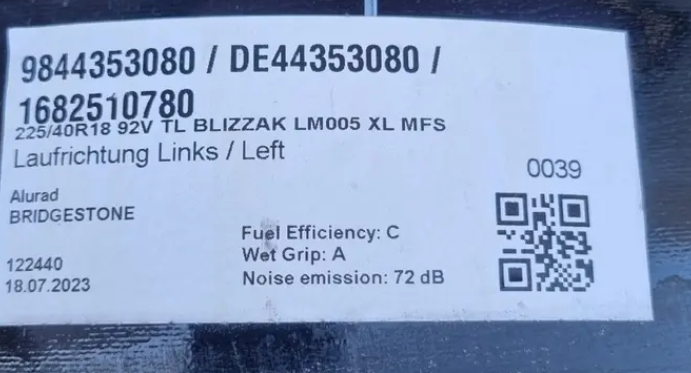 9844353080 / DE44353080 /
1682510780
225/40R18 92V TL BLIZZAK LM005 XL MFS
Laufrichtung Links / Left
0039
Alurad
BRIDGESTONE
Fuel Efficiency: C
Wet Grip: A
122440
Noise emission: 72 dB
18.07.2023